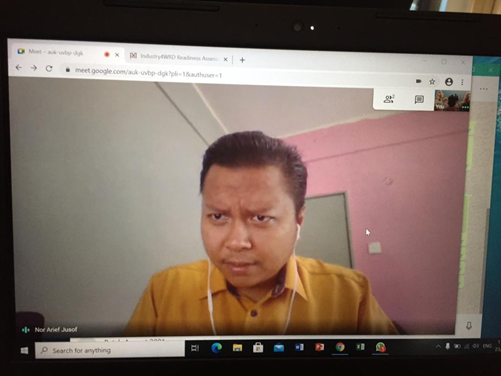 Meet - auk-uvbp-dgk
Industry4WRD Readiness Assess
meet.google.com/auk-uvbp-dgk?pli=1&authuser=1
Nor Arief Jusof
Search for anything
ENG